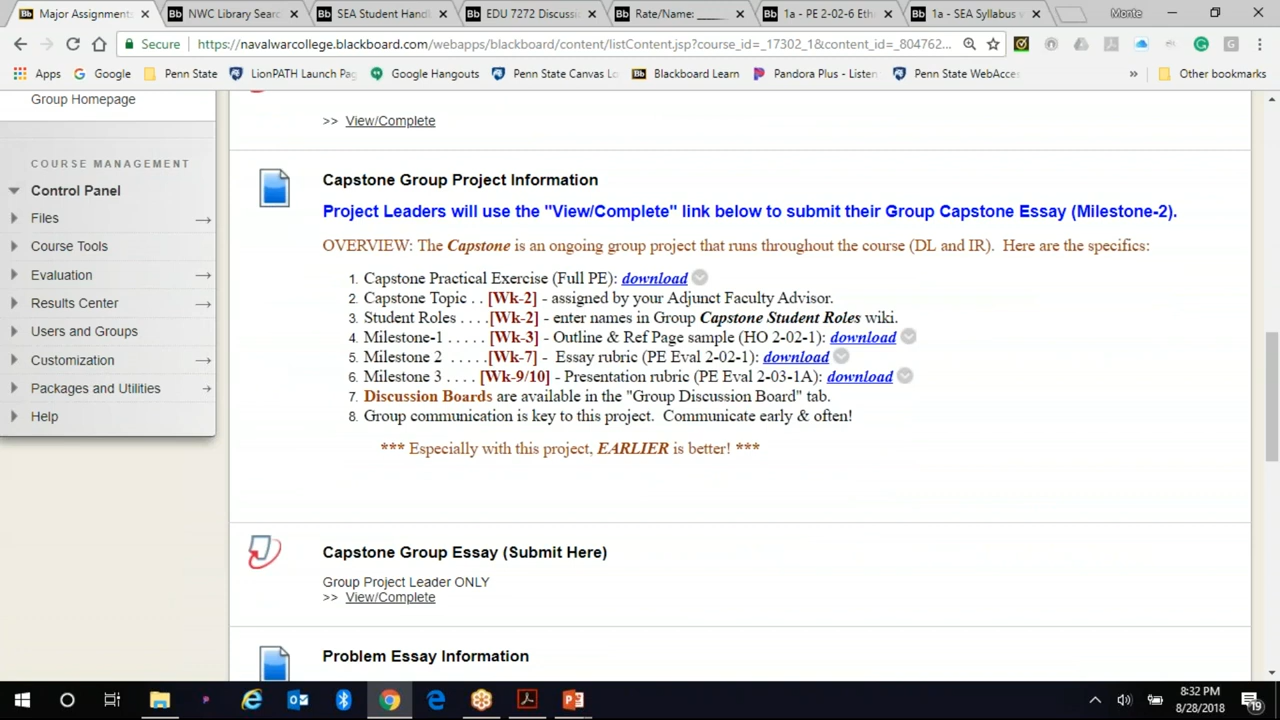 Major Assignments
NWC Library Sear
SEA Student Handl
EDU 7272 Discussi
Rate/Name: _____
1a - PE 2-02-6 Eth
1a - SEA Syllabus v
Monte
Secure
https://navalwarcollege.blackboard.com/webapps/blackboard/content/listContent.jsp?course_id=_17302_1&content_id=_804762...
Apps
Google
Penn State
LionPATH Launch Pag
Google Hangouts
Penn State Canvas Lo
Blackboard Learn
Pandora Plus - Listen
Penn State WebAcces
»
Other bookmarks
Group Homepage
COURSE MANAGEMENT
Control Panel
Files
Course Tools
Evaluation
Results Center
Users and Groups
Customization
Packages and Utilities
Help
>> View/Complete
Capstone Group Project Information
Project Leaders will use the "View/Complete" link below to submit their Group Capstone Essay (Milestone-2).
OVERVIEW: The Capstone is an ongoing group project that runs throughout the course (DL and IR). Here are the specifics:
1. Capstone Practical Exercise (Full PE): download
2. Capstone Topic . . [Wk-2] - assigned by your Adjunct Faculty Advisor.
3. Student Roles . . . .[Wk-2] - enter names in Group Capstone Student Roles wiki.
4. Milestone-1 . . . . . [Wk-3] - Outline & Ref Page sample (HO 2-02-1): download
5. Milestone 2 . . . . .[Wk-7] - Essay rubric (PE Eval 2-02-1): download
6. Milestone 3 . . . . [Wk-9/10] - Presentation rubric (PE Eval 2-03-1A): download
7. Discussion Boards are available in the "Group Discussion Board" tab.
8. Group communication is key to this project. Communicate early & often!
*** Especially with this project, EARLIER is better! ***
Capstone Group Essay (Submit Here)
Group Project Leader ONLY
>> View/Complete
Problem Essay Information
8:32 PM
8/28/2018
19